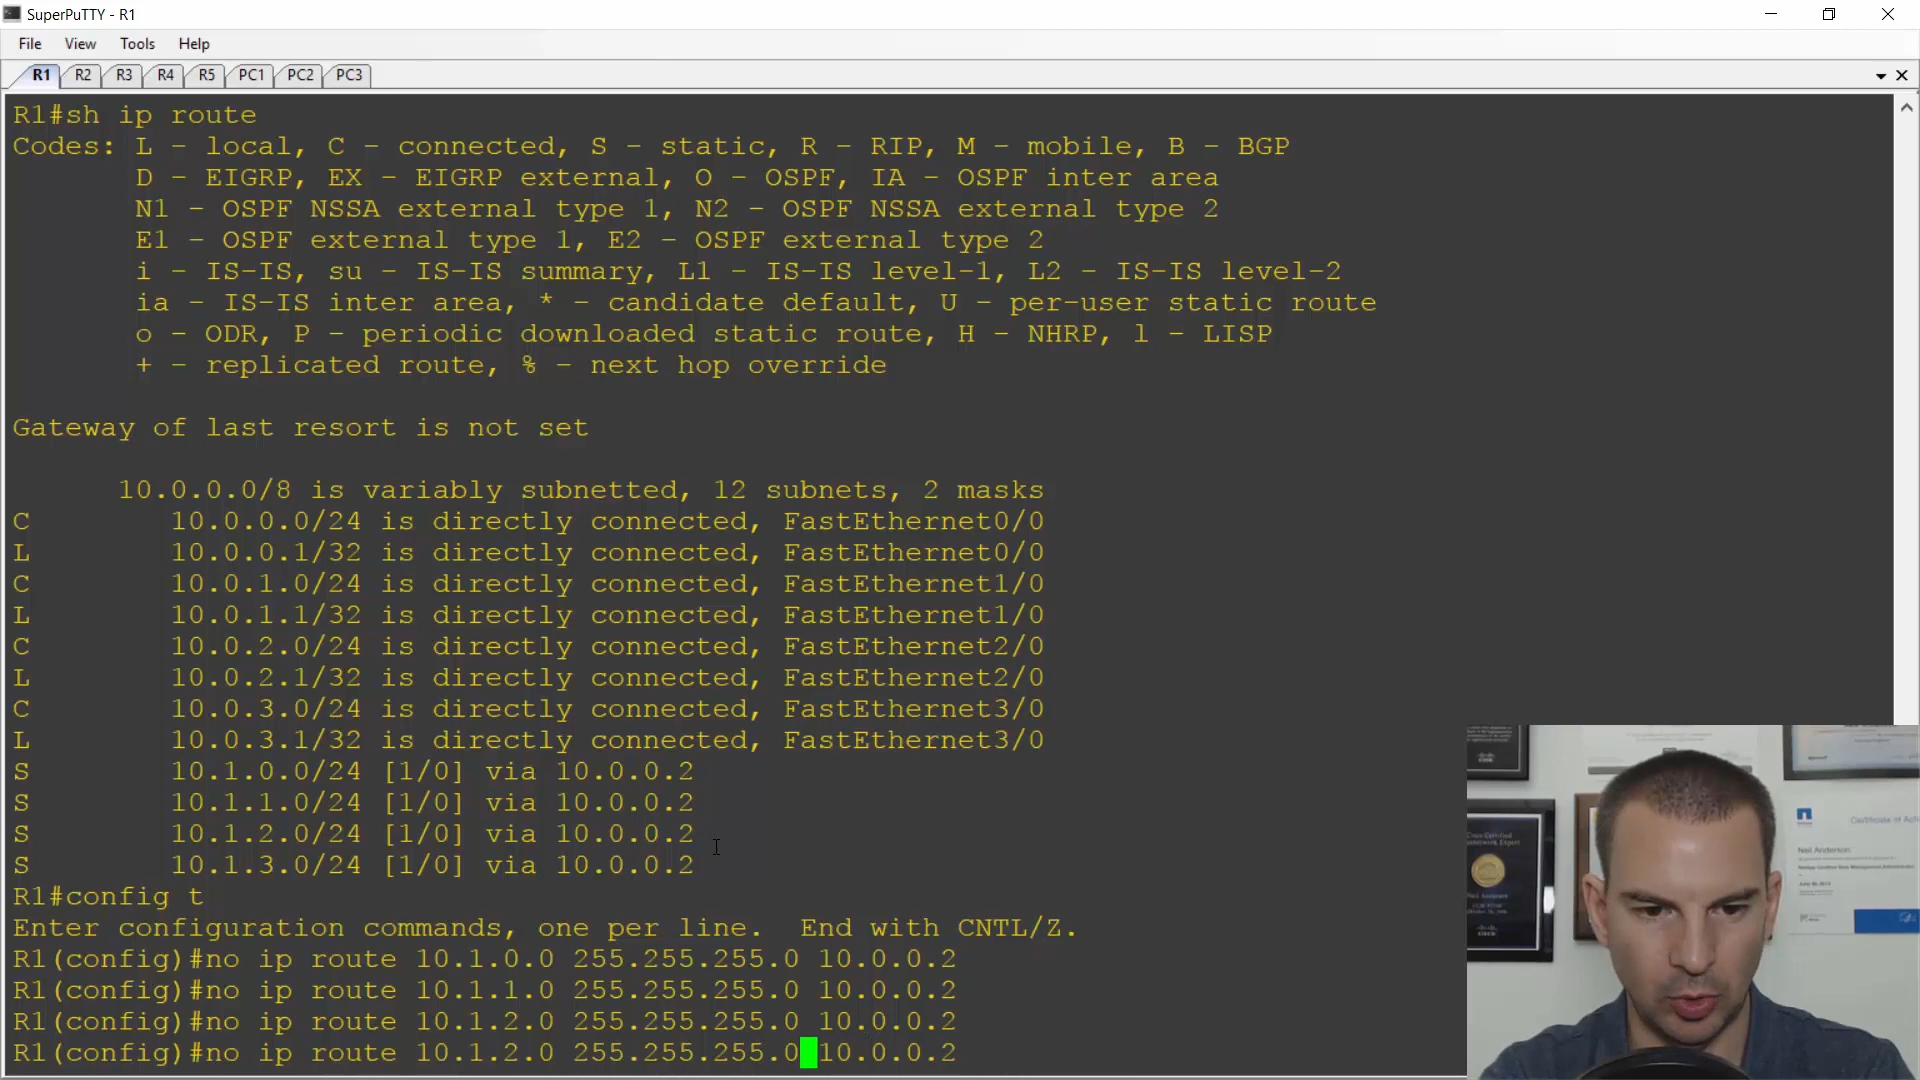 SuperPuTTY - R1
File View Tools Help
R1 R2 R3 R4 R5 PC1 PC2 PC3
R1#sh ip route
Codes: L - local, C - connected, S - static, R - RIP, M - mobile, B - BGP
D - EIGRP, EX - EIGRP external, O - OSPF, IA - OSPF inter area
N1 - OSPF NSSA external type 1, N2 - OSPF NSSA external type 2
E1 - OSPF external type 1, E2 - OSPF external type 2
i - IS-IS, su - IS-IS summary, L1 - IS-IS level-1, L2 - IS-IS level-2
ia - IS-IS inter area, * - candidate default, U - per-user static route
o - ODR, P - periodic downloaded static route, H - NHRP, l - LISP
+ - replicated route, % - next hop override
Gateway of last resort is not set
10.0.0.0/8 is variably subnetted, 12 subnets, 2 masks
C 10.0.0.0/24 is directly connected, FastEthernet0/0
L 10.0.0.1/32 is directly connected, FastEthernet0/0
C 10.0.1.0/24 is directly connected, FastEthernet1/0
L 10.0.1.1/32 is directly connected, FastEthernet1/0
C 10.0.2.0/24 is directly connected, FastEthernet2/0
L 10.0.2.1/32 is directly connected, FastEthernet2/0
C 10.0.3.0/24 is directly connected, FastEthernet3/0
L 10.0.3.1/32 is directly connected, FastEthernet3/0
S 10.1.0.0/24 [1/0] via 10.0.0.2
S 10.1.1.0/24 [1/0] via 10.0.0.2
S 10.1.2.0/24 [1/0] via 10.0.0.2
S 10.1.3.0/24 [1/0] via 10.0.0.2
R1#config t
Enter configuration commands, one per line.  End with CNTL/Z.
R1(config)#no ip route 10.1.0.0 255.255.255.0 10.0.0.2
R1(config)#no ip route 10.1.1.0 255.255.255.0 10.0.0.2
R1(config)#no ip route 10.1.2.0 255.255.255.0 10.0.0.2
R1(config)#no ip route 10.1.2.0 255.255.255.0 10.0.0.2
Neil Anderson